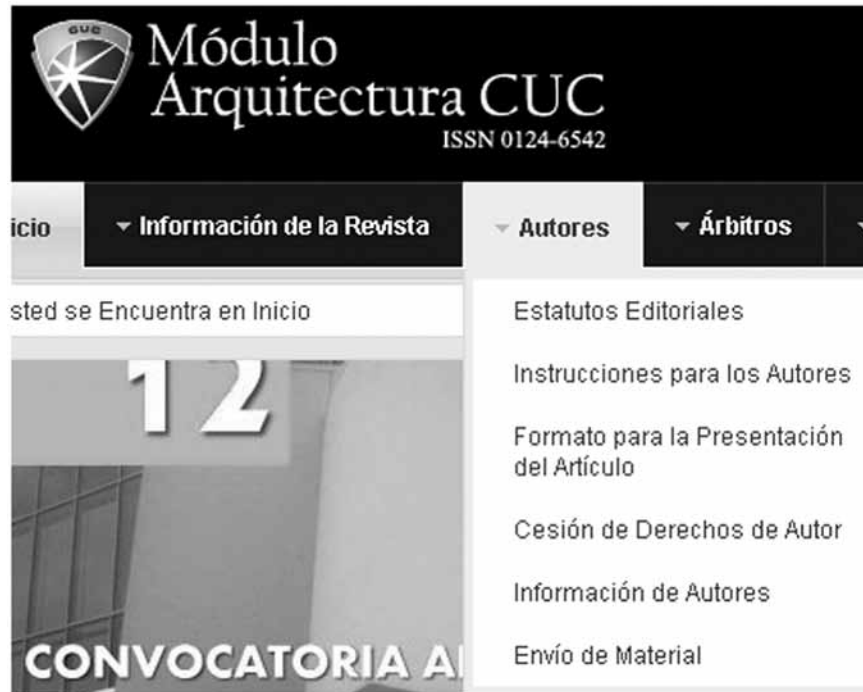 CUC
Módulo
Arquitectura CUC
ISSN 0124-6542
icio
Información de la Revista
Autores
Árbitros
sted se Encuentra en Inicio
12
CONVOCATORIA A
Estatutos Editoriales
Instrucciones para los Autores
Formato para la Presentación
del Artículo
Cesión de Derechos de Autor
Información de Autores
Envío de Material